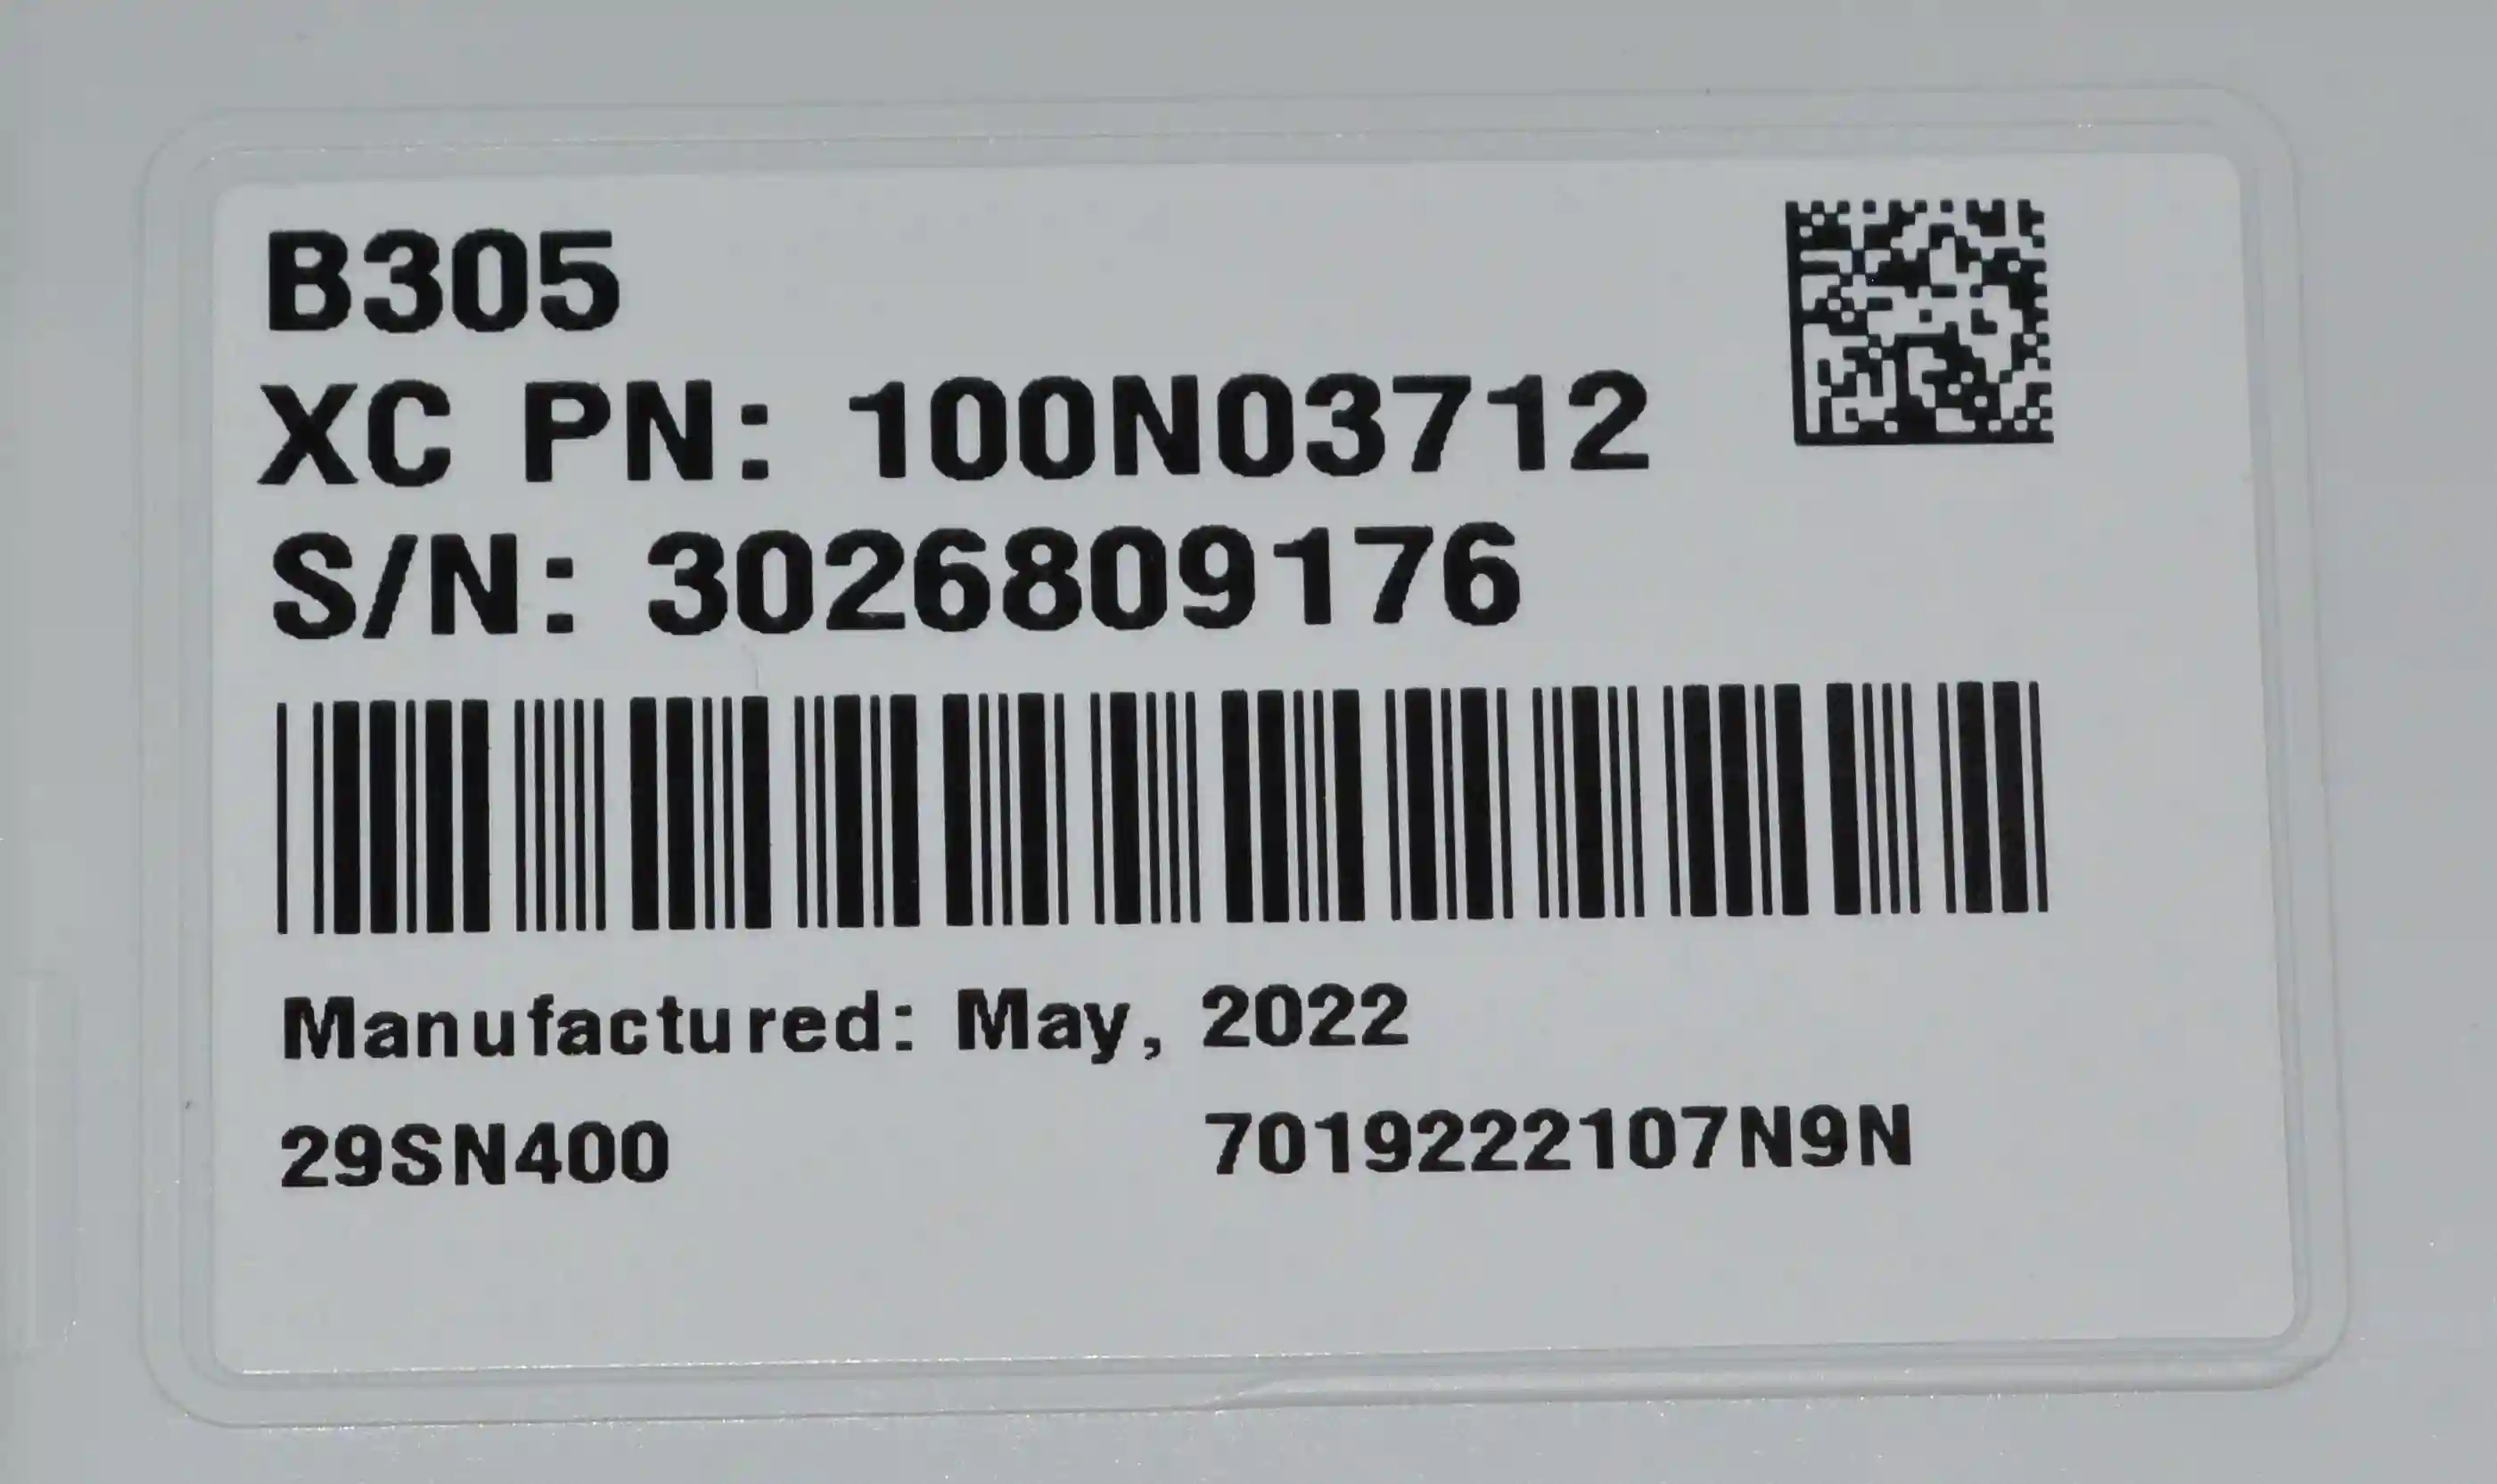 B305
XC PN: 100N03712
S/N: 3026809176
Manufactured: May, 2022
29SN400 7019222107N9N